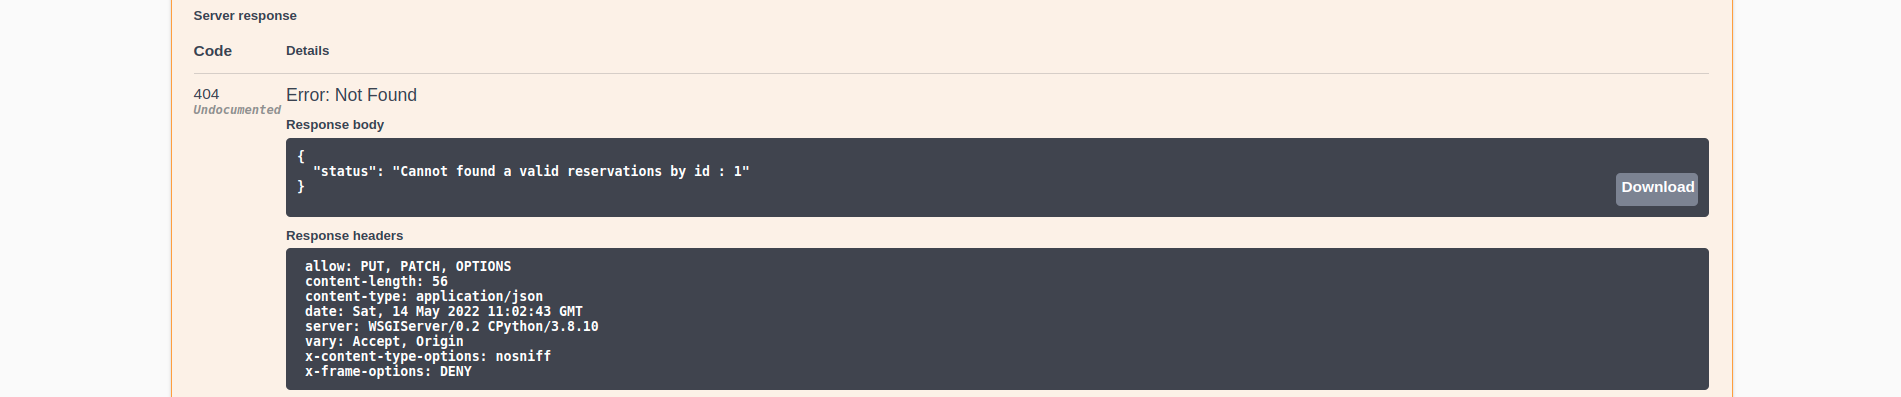 Server response
Code Details
404 Error: Not Found
Undocumented
Response body
{
"status": "Cannot found a valid reservations by id : 1"
}
Download
Response headers
allow: PUT, PATCH, OPTIONS
content-length: 56
content-type: application/json
date: Sat, 14 May 2022 11:02:43 GMT
server: WSGIServer/0.2 CPython/3.8.10
vary: Accept, Origin
x-content-type-options: nosniff
x-frame-options: DENY